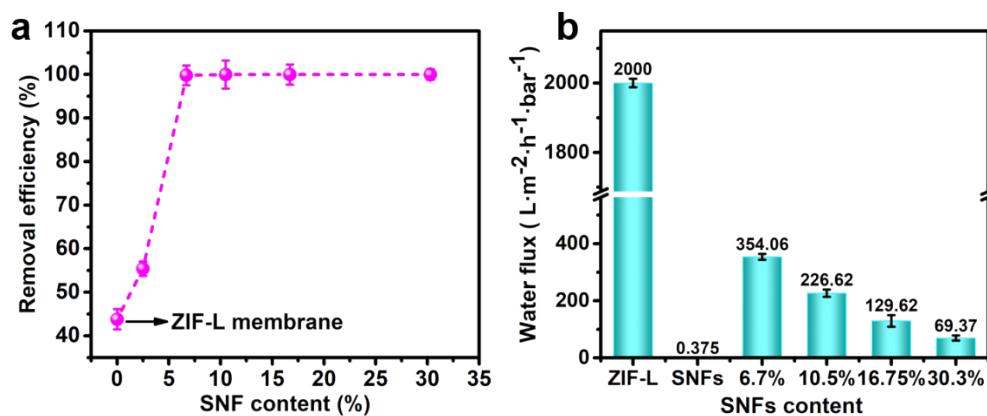 a
110
100
90
80
70
60
50
40
Removal efficiency (%)
ZIF-L membrane
0 5 10 15 20 25 30 35
SNF content (%)
b
2000
1800
400
200
0
Water flux ( L·m-2·h-1·bar-1)
2000
0.375
354.06
226.62
129.62
69.37
ZIF-L SNFs 6.7% 10.5% 16.75% 30.3%
SNFs content